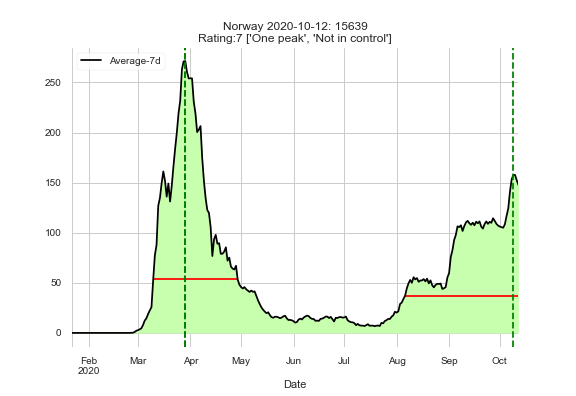 Norway 2020-10-12: 15639
Rating:7 ['One peak', 'Not in control']
Average-7d
250
200
150
100
50
0
Feb Mar Apr May Jun Jul Aug Sep Oct
2020
Date